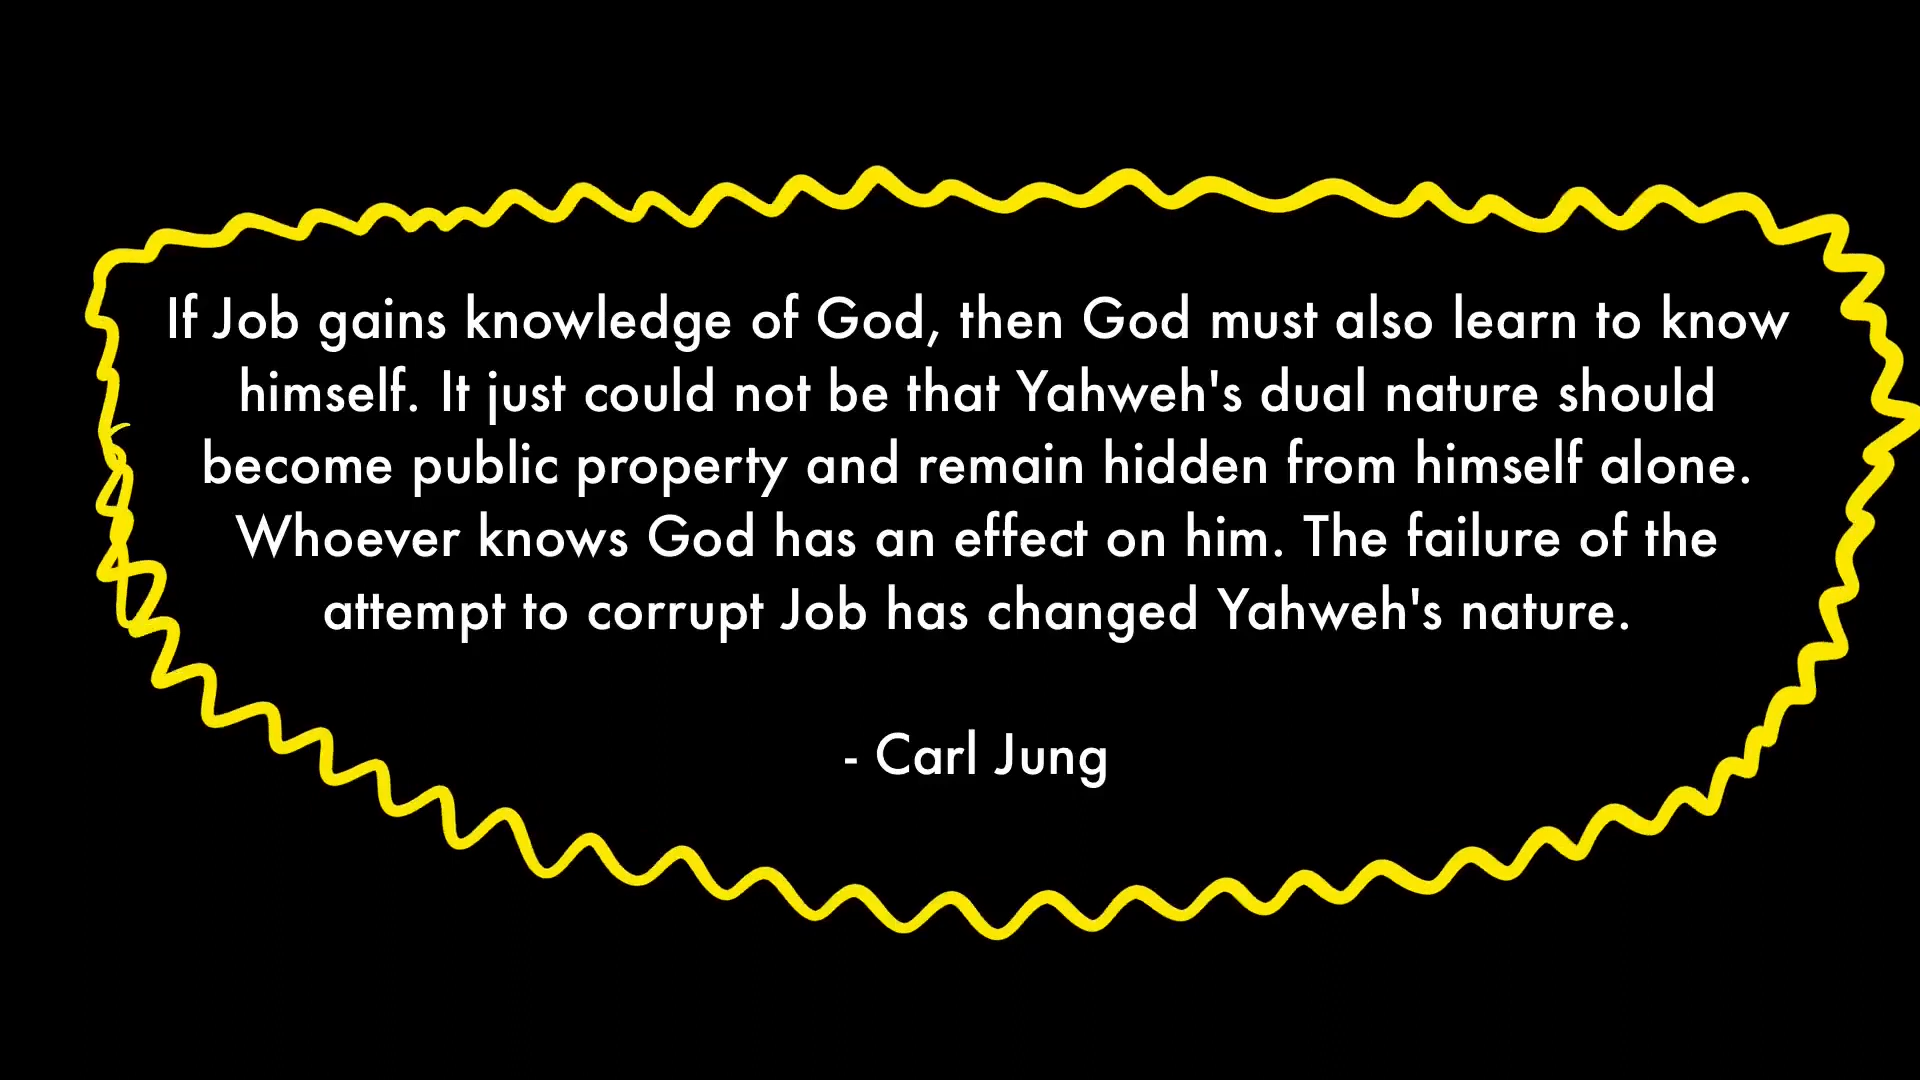 If Job gains knowledge of God, then God must also learn to know
himself. It just could not be that Yahweh's dual nature should
become public property and remain hidden from himself alone.
Whoever knows God has an effect on him. The failure of the
attempt to corrupt Job has changed Yahweh's nature.
- Carl Jung